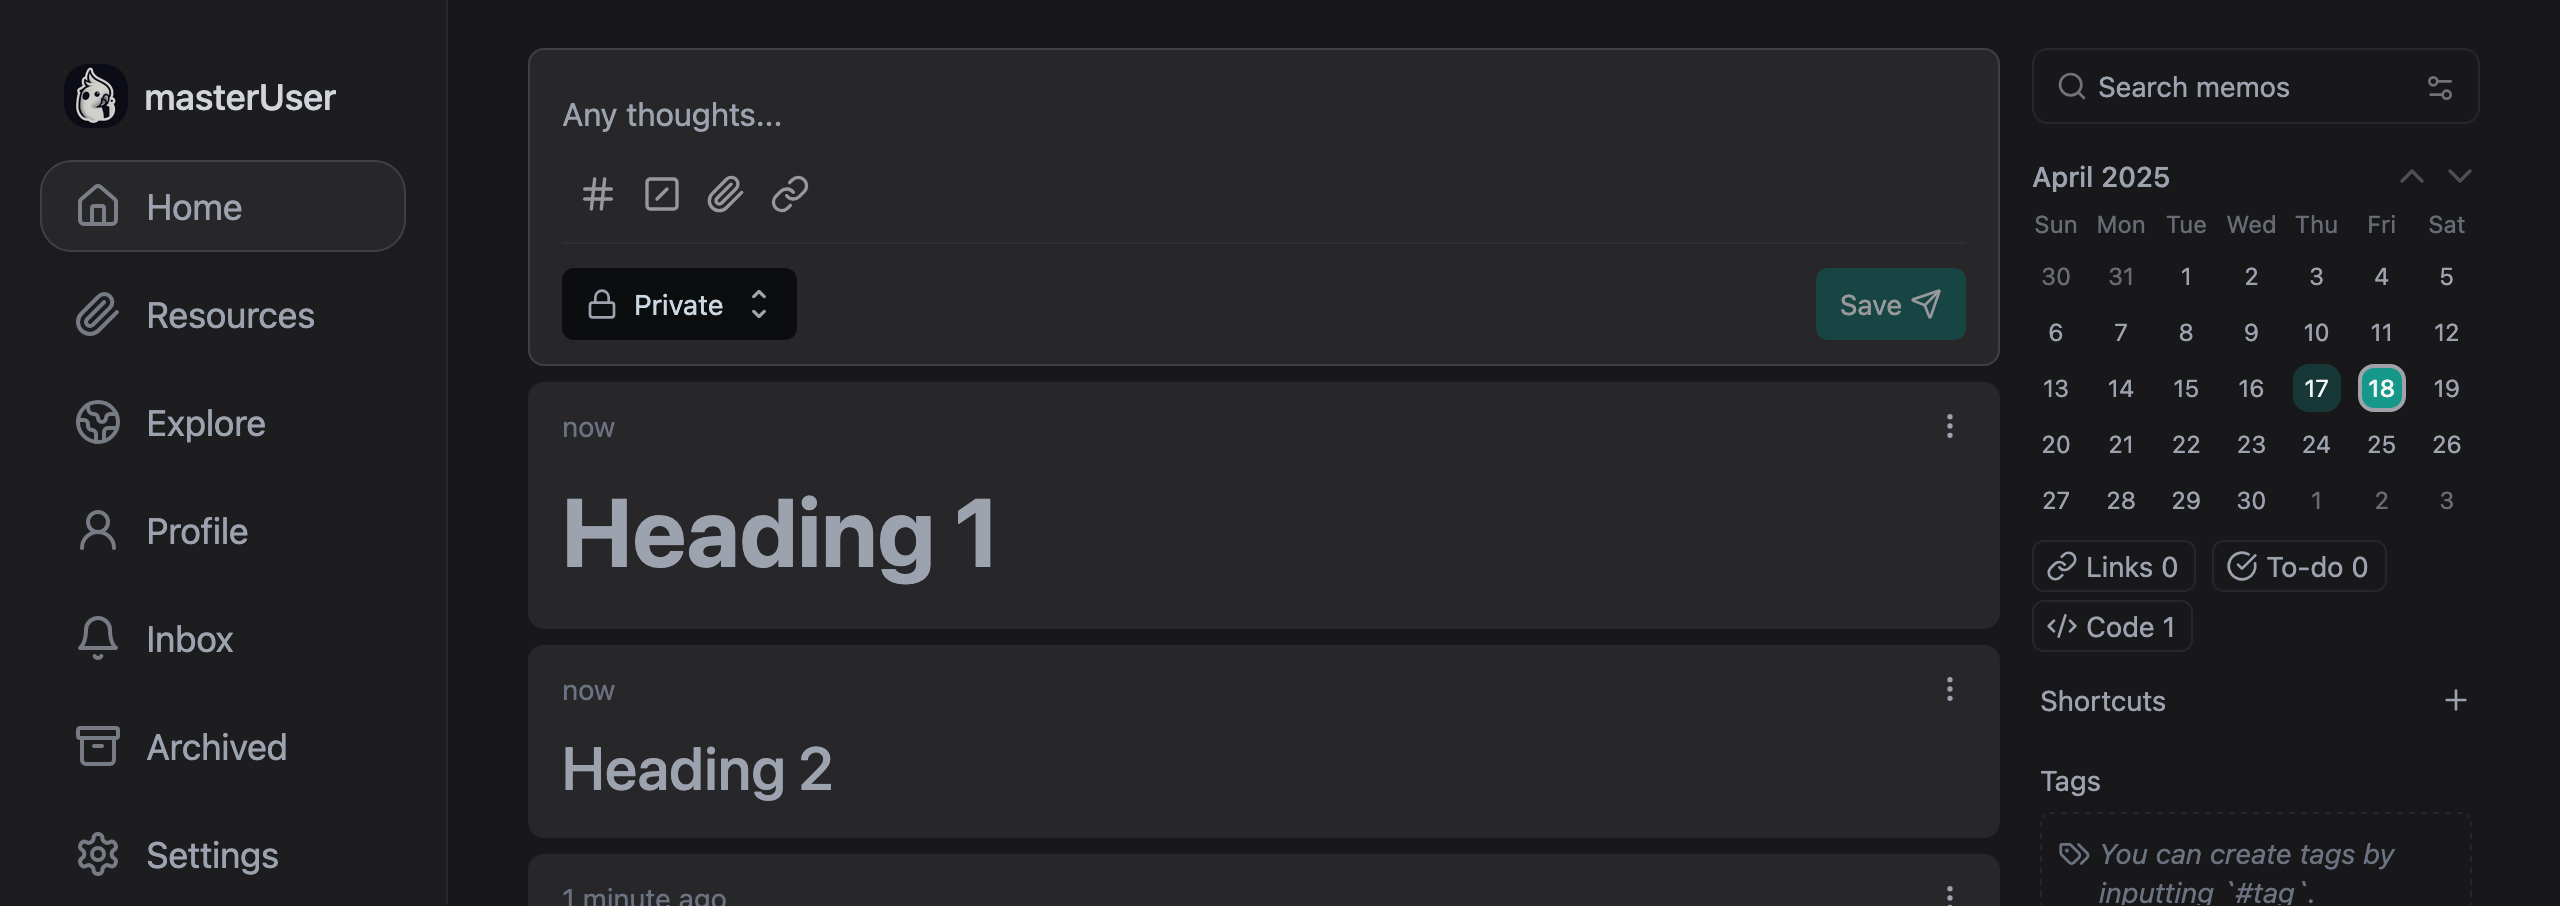 masterUser
Home
Resources
Explore
Profile
Inbox
Archived
Settings
Any thoughts...
Private
Save
now
Heading 1
now
Heading 2
1 minute ago
Search memos
April 2025
Sun Mon Tue Wed Thu Fri Sat
30 31 1 2 3 4 5
6 7 8 9 10 11 12
13 14 15 16 17 18 19
20 21 22 23 24 25 26
27 28 29 30 1 2 3
Links 0 To-do 0
Code 1
Shortcuts
Tags
You can create tags by
inputting `#tag`.